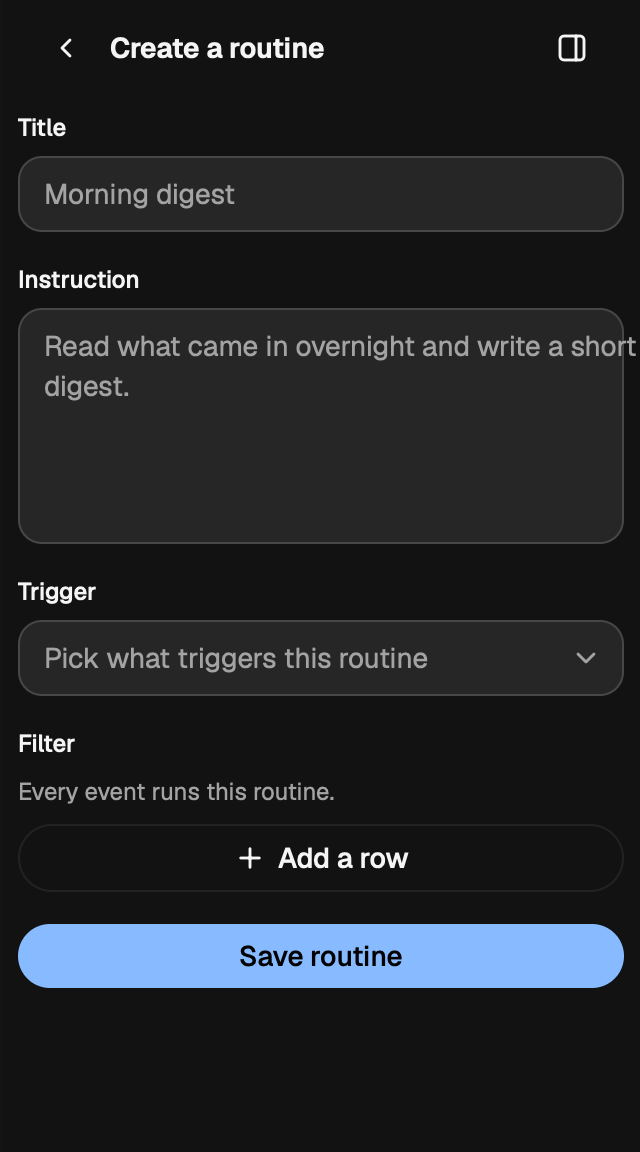 Create a routine
Title
Morning digest
Instruction
Read what came in overnight and write a short
digest.
Trigger
Pick what triggers this routine
Filter
Every event runs this routine.
Add a row
Save routine